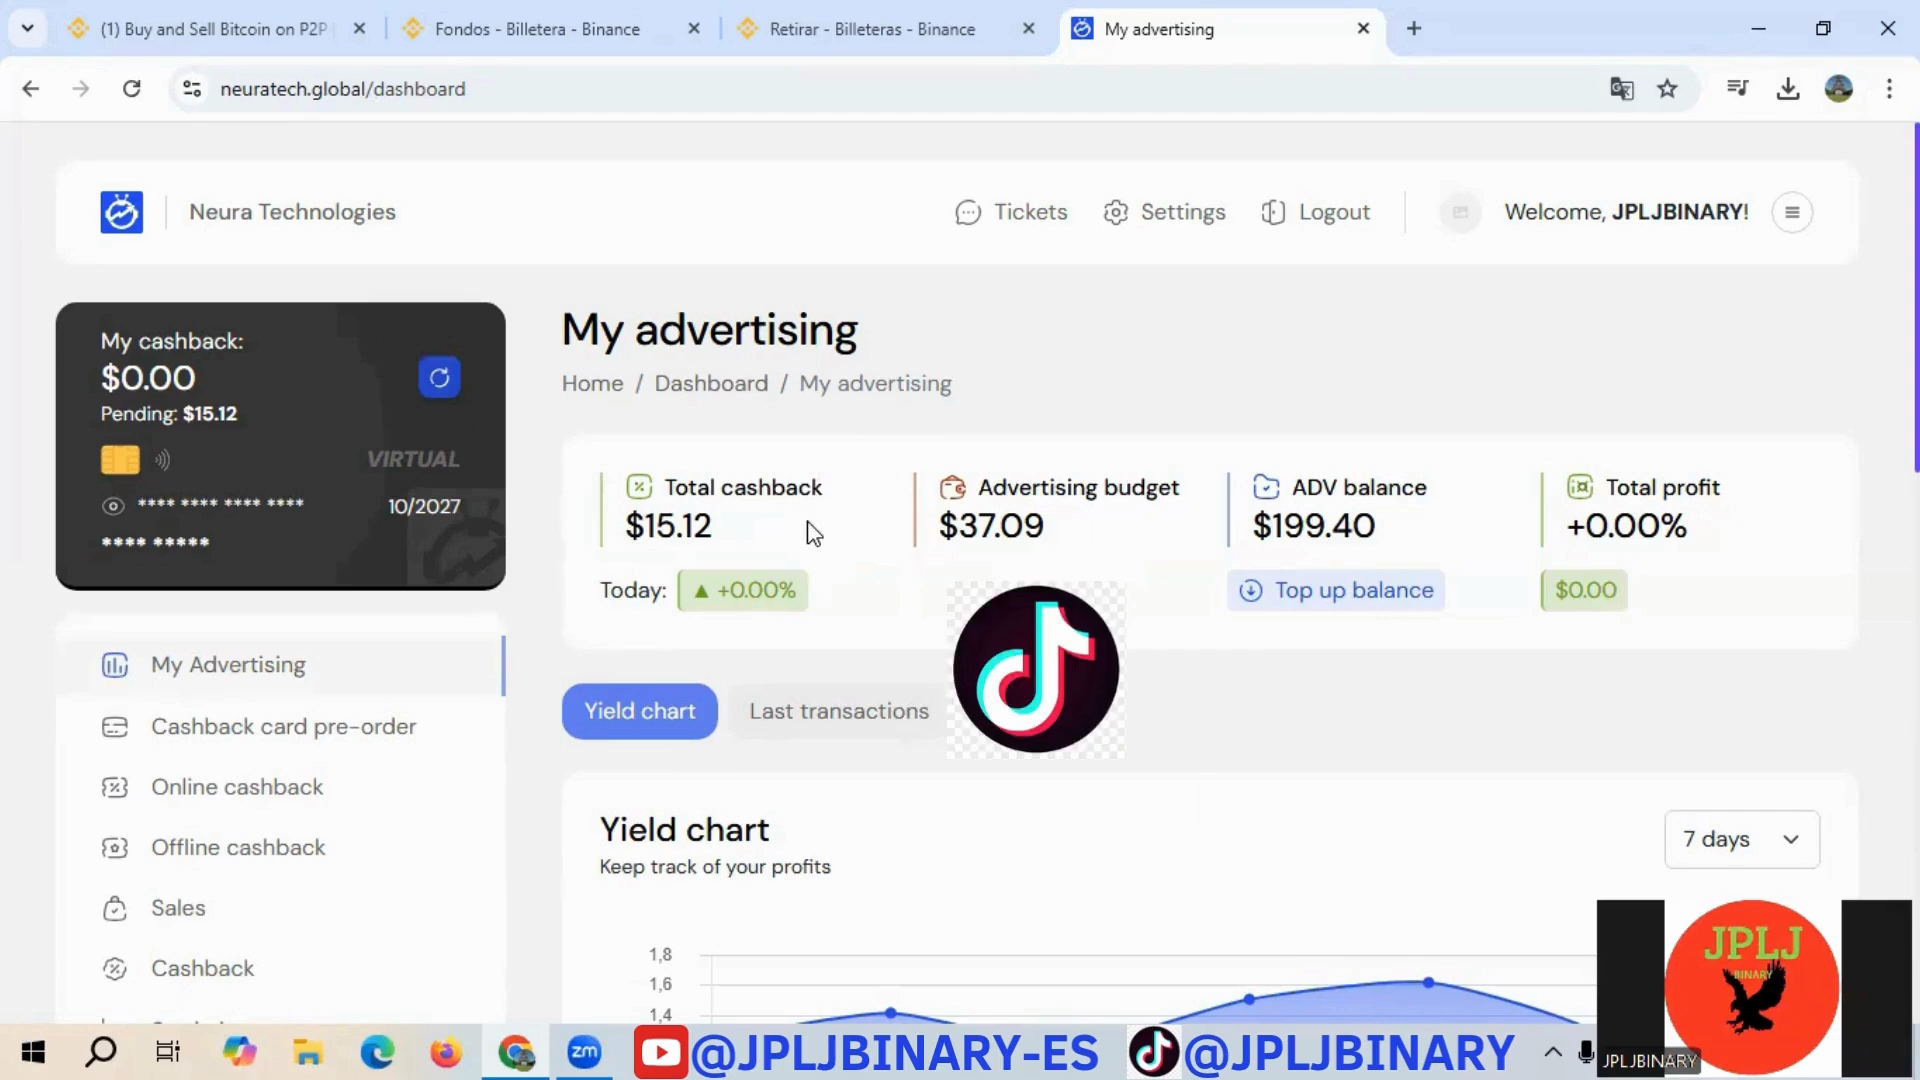 (1) Buy and Sell Bitcoin on P2P
Fondos - Billetera - Binance
Retirar - Billeteras - Binance
My advertising
neuratech.global/dashboard
Neura Technologies
Tickets
Settings
Logout
Welcome, JPLJBINARY!
My cashback:
$0.00
Pending: $15.12
VIRTUAL
**** **** **** ****
10/2027
**** *****
My advertising
Home / Dashboard / My advertising
Total cashback
$15.12
Today: ▲ +0.00%
Advertising budget
$37.09
ADV balance
$199.40
Top up balance
Total profit
+0.00%
$0.00
My Advertising
Cashback card pre-order
Online cashback
Offline cashback
Sales
Cashback
Yield chart
Last transactions
Yield chart
Keep track of your profits
7 days
1,8
1,6
1,4
JPLJ
BINARY
JPLJBINARY
zm
@JPLJBINARY-ES
@JPLJBINARY